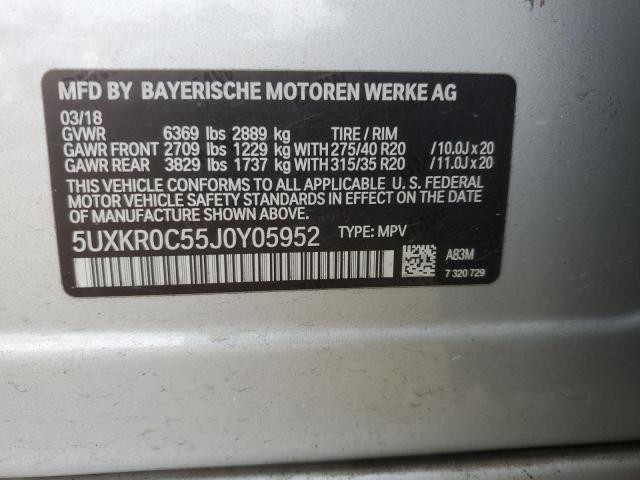 MFD BY BAYERISCHE MOTOREN WERKE AG
03/18
GVWR 6369 lbs 2889 kg TIRE / RIM
GAWR FRONT 2709 lbs 1229 kg WITH 275/40 R20 /10.0J x 20
GAWR REAR 3829 lbs 1737 kg WITH 315/35 R20 /11.0J x 20
THIS VEHICLE CONFORMS TO ALL APPLICABLE U. S. FEDERAL
MOTOR VEHICLE SAFETY STANDARDS IN EFFECT ON THE DATE
OF MANUFACTURE SHOWN ABOVE.
5UXKR0C55J0Y05952 TYPE: MPV
A83M
7 320 729